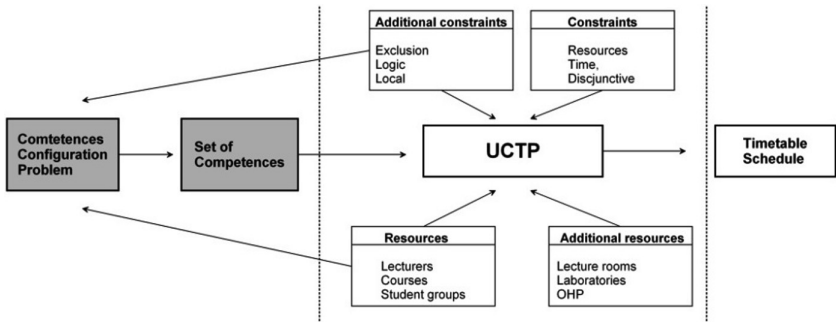 Additional constraints
Exclusion
Logic
Local
Constraints
Resources
Time,
Disjunctive
Comtetences
Configuration
Problem
Set of
Competences
UCTP
Timetable
Schedule
Resources
Lecturers
Courses
Student groups
Additional resources
Lecture rooms
Laboratories
OHP